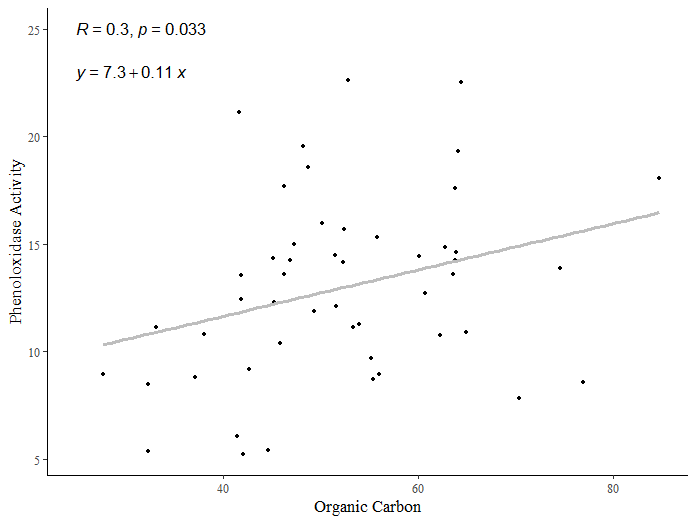 R = 0.3, p = 0.033
y = 7.3 + 0.11 x
25
20
15
10
5
Phenoloxidase Activity
40
60
80
Organic Carbon